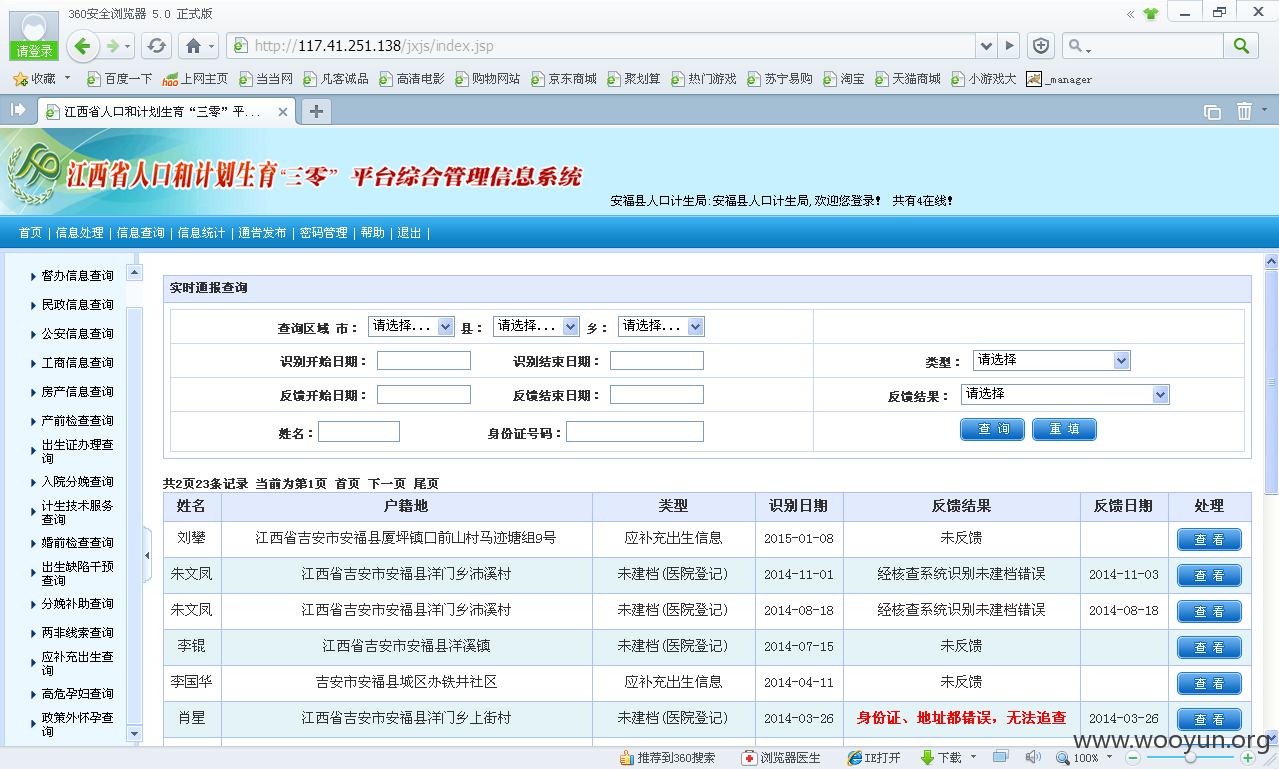 360安全浏览器 5.0 正式版
请登录
http://117.41.251.138/jxjs/index.jsp
收藏 百度一下 hao 上网主页 当当网 凡客诚品 高清电影 购物网站 京东商城 聚划算 热门游戏 苏宁易购 淘宝 天猫商城 小游戏大 _manager
江西省人口和计划生育“三零”平...
江西省人口和计划生育“三零” 平台综合管理信息系统
安福县人口计生局:安福县人口计生局,欢迎您登录! 共有4在线!
首页 | 信息处理 | 信息查询 | 信息统计 | 通告发布 | 密码管理 | 帮助 | 退出 |
督办信息查询
民政信息查询
公安信息查询
工商信息查询
房产信息查询
产前检查查询
出生证办理查询
入院分娩查询
计生技术服务查询
婚前检查查询
出生缺陷干预查询
分娩补助查询
两非线索查询
应补充出生查询
高危孕妇查询
政策外怀孕查询
实时通报查询
查询区域 市: 请选择... 县: 请选择... 乡: 请选择...
识别开始日期: 识别结束日期: 类型: 请选择
反馈开始日期: 反馈结束日期: 反馈结果: 请选择
姓名: 身份证号码: 查 询 重 填
共2页23条记录 当前为第1页 首页 下一页 尾页
姓名 户籍地 类型 识别日期 反馈结果 反馈日期 处理
刘攀 江西省吉安市安福县厦坪镇口前山村马迹塘组9号 应补充出生信息 2015-01-08 未反馈 查 看
朱文凤 江西省吉安市安福县洋门乡沛溪村 未建档(医院登记) 2014-11-01 经核查系统识别未建档错误 2014-11-03 查 看
朱文凤 江西省吉安市安福县洋门乡沛溪村 未建档(医院登记) 2014-08-18 经核查系统识别未建档错误 2014-08-18 查 看
李锟 江西省吉安市安福县洋溪镇 未建档(医院登记) 2014-07-15 未反馈 查 看
李国华 吉安市安福县城区办铁井社区 应补充出生信息 2014-04-11 未反馈 查 看
肖星 江西省吉安市安福县洋门乡上街村 未建档(医院登记) 2014-03-23 身份证、地址都错误，无法追查 2014-03-26 查 看
www.wooyun.org
推荐到360搜索 浏览器医生 IE打开 下载 100%